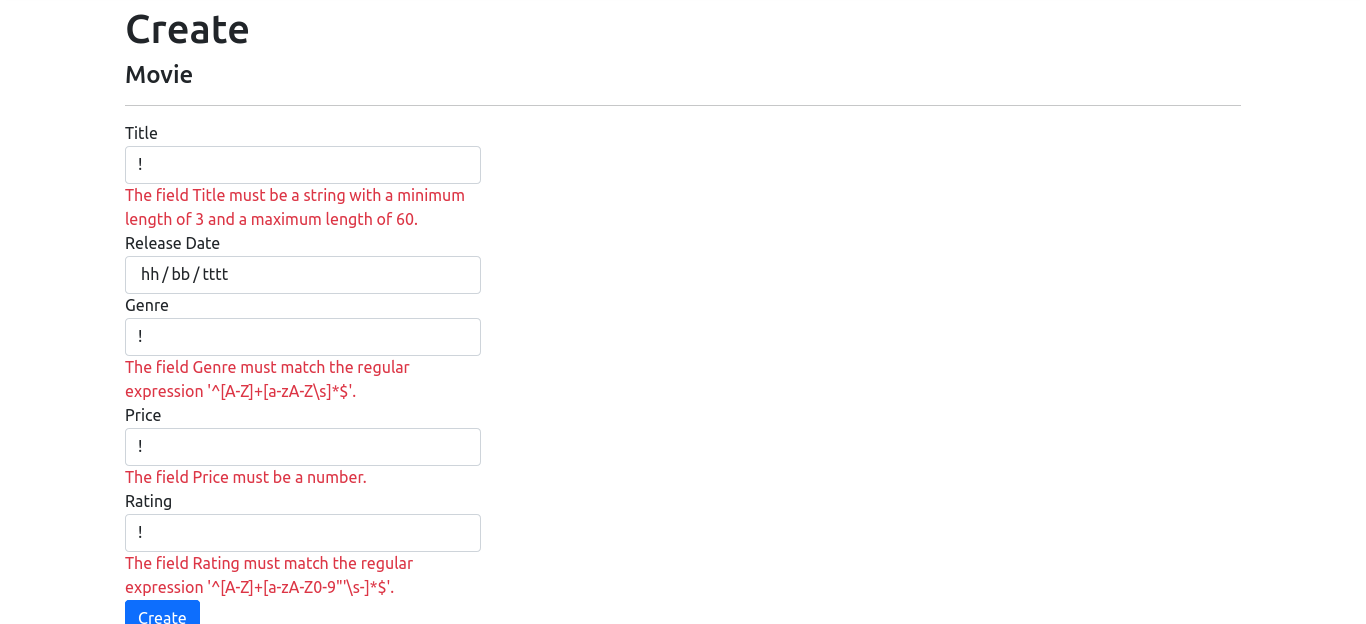 Create
Movie
Title
!
The field Title must be a string with a minimum
length of 3 and a maximum length of 60.
Release Date
hh / bb / tttt
Genre
!
The field Genre must match the regular
expression '^[A-Z]+[a-zA-Z\s]*$'.
Price
!
The field Price must be a number.
Rating
!
The field Rating must match the regular
expression '^[A-Z]+[a-zA-Z0-9"'\s-]*$'.
Create